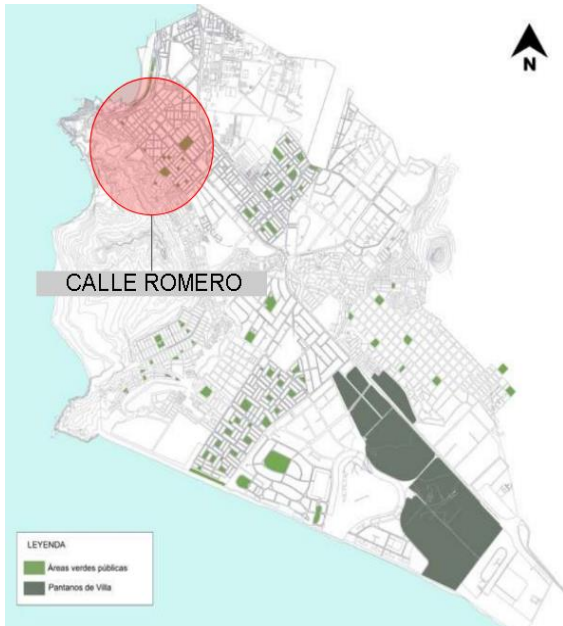 N
CALLE ROMERO
LEYENDA
Áreas verdes públicas
Pantanos de Villa